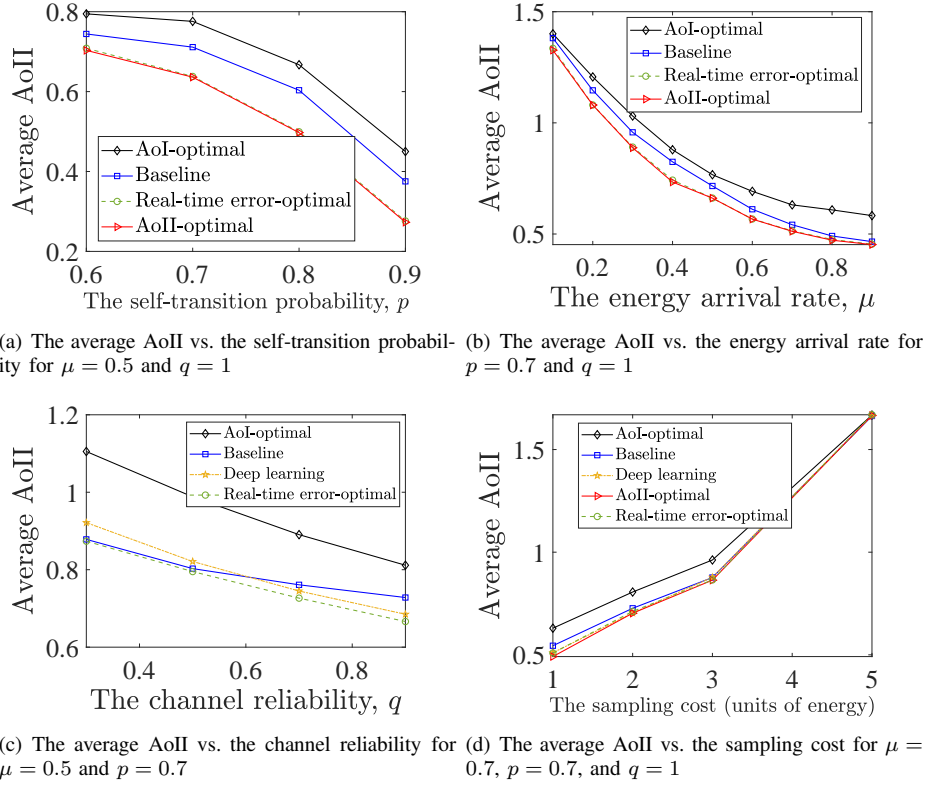 0.8
0.6
0.4
0.2
Average AoII
AoI-optimal
Baseline
Real-time error-optimal
AoII-optimal
0.6 0.7 0.8 0.9
The self-transition probability, p
(a) The average AoII vs. the self-transition probabil-
ity for μ = 0.5 and q = 1
1.5
1
0.5
Average AoII
AoI-optimal
Baseline
Real-time error-optimal
AoII-optimal
0.2 0.4 0.6 0.8
The energy arrival rate, μ
(b) The average AoII vs. the energy arrival rate for
p = 0.7 and q = 1
1.2
1
0.8
0.6
Average AoII
AoI-optimal
Baseline
Deep learning
Real-time error-optimal
0.4 0.6 0.8
The channel reliability, q
(c) The average AoII vs. the channel reliability for
μ = 0.5 and p = 0.7
1.5
1
0.5
Average AoII
AoI-optimal
Baseline
Deep learning
AoII-optimal
Real-time error-optimal
1 2 3 4 5
The sampling cost (units of energy)
(d) The average AoII vs. the sampling cost for μ =
0.7, p = 0.7, and q = 1